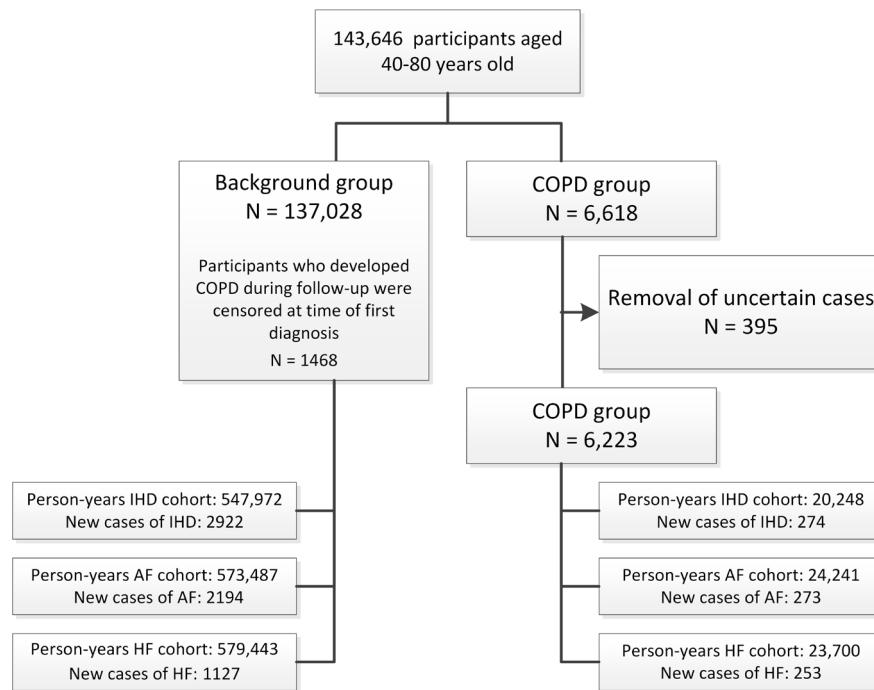 143,646 participants aged
40-80 years old
Background group
N = 137,028
Participants who developed
COPD during follow-up were
censored at time of first
diagnosis
N = 1468
COPD group
N = 6,618
Removal of uncertain cases
N = 395
COPD group
N = 6,223
Person-years IHD cohort: 547,972
New cases of IHD: 2922
Person-years AF cohort: 573,487
New cases of AF: 2194
Person-years HF cohort: 579,443
New cases of HF: 1127
Person-years IHD cohort: 20,248
New cases of IHD: 274
Person-years AF cohort: 24,241
New cases of AF: 273
Person-years HF cohort: 23,700
New cases of HF: 253